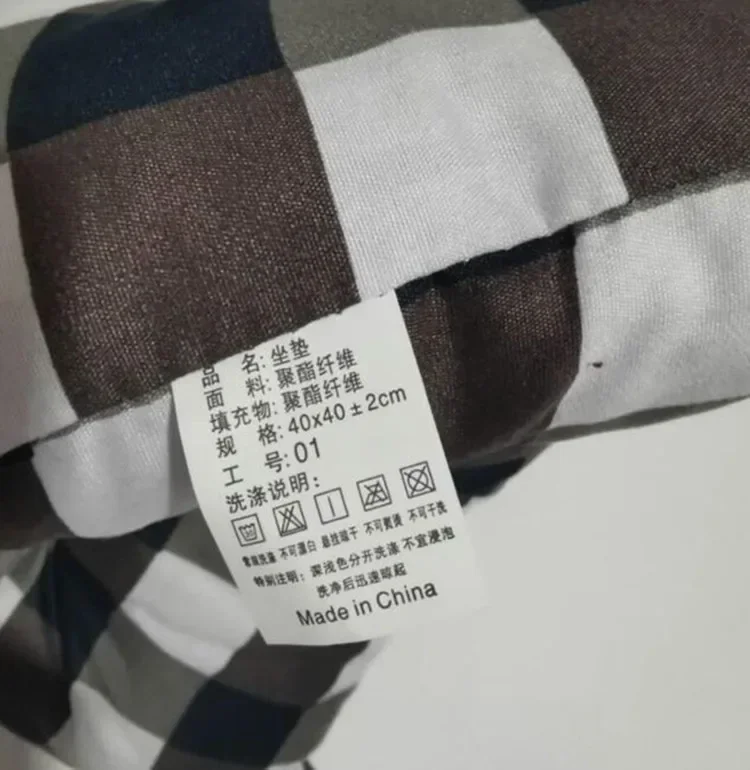 品 名: 坐垫
面 料: 聚酯纤维
填充物: 聚酯纤维
规 格: 40x40±2cm
工 号: 01
洗涤说明:
常规洗涤 不可漂白 悬挂晾干 不可熨烫 不可干洗
特别注明: 深浅色分开洗涤 不宜浸泡
洗净后迅速晾起
Made in China